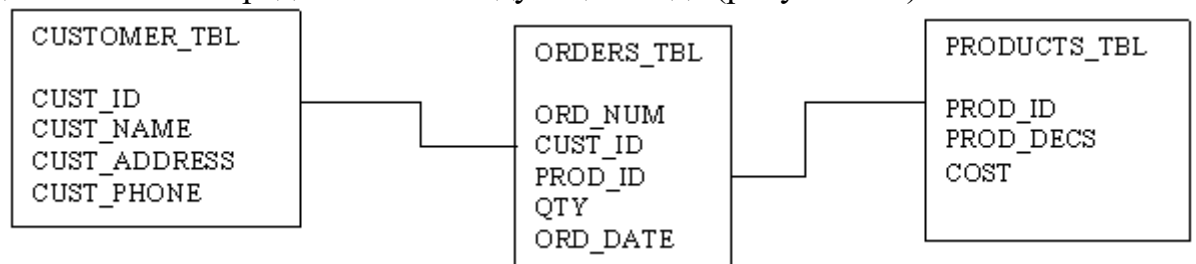 CUSTOMER_TBL
CUST_ID
CUST_NAME
CUST_ADDRESS
CUST_PHONE
ORDERS_TBL
ORD_NUM
CUST_ID
PROD_ID
QTY
ORD_DATE
PRODUCTS_TBL
PROD_ID
PROD_DECS
COST